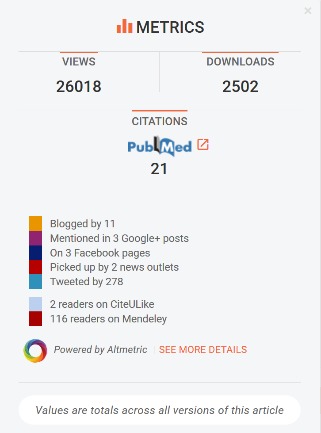 METRICS
VIEWS
26018
DOWNLOADS
2502
CITATIONS
PubMed
21
Blogged by 11
Mentioned in 3 Google+ posts
On 3 Facebook pages
Picked up by 2 news outlets
Tweeted by 278
2 readers on CiteULike
116 readers on Mendeley
Powered by Altmetric | SEE MORE DETAILS
Values are totals across all versions of this article